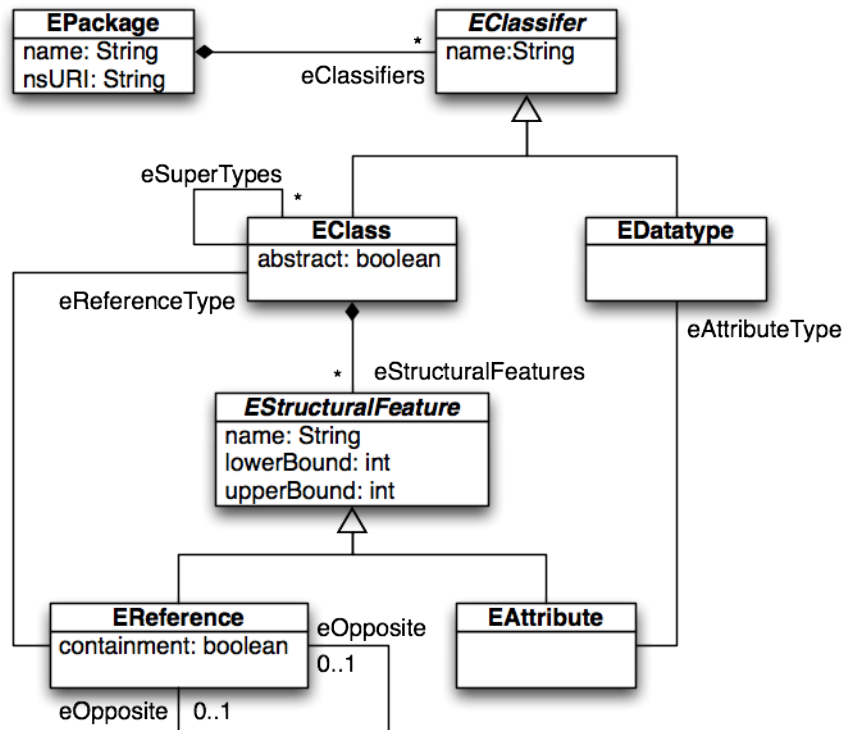 EPackage
name: String
nsURI: String
*
eClassifiers
EClassifer
name:String
eSuperTypes
*
EClass
abstract: boolean
EDatatype
eReferenceType
eAttributeType
*
eStructuralFeatures
EStructuralFeature
name: String
lowerBound: int
upperBound: int
EReference
containment: boolean
eOpposite
0..1
EAttribute
eOpposite
0..1